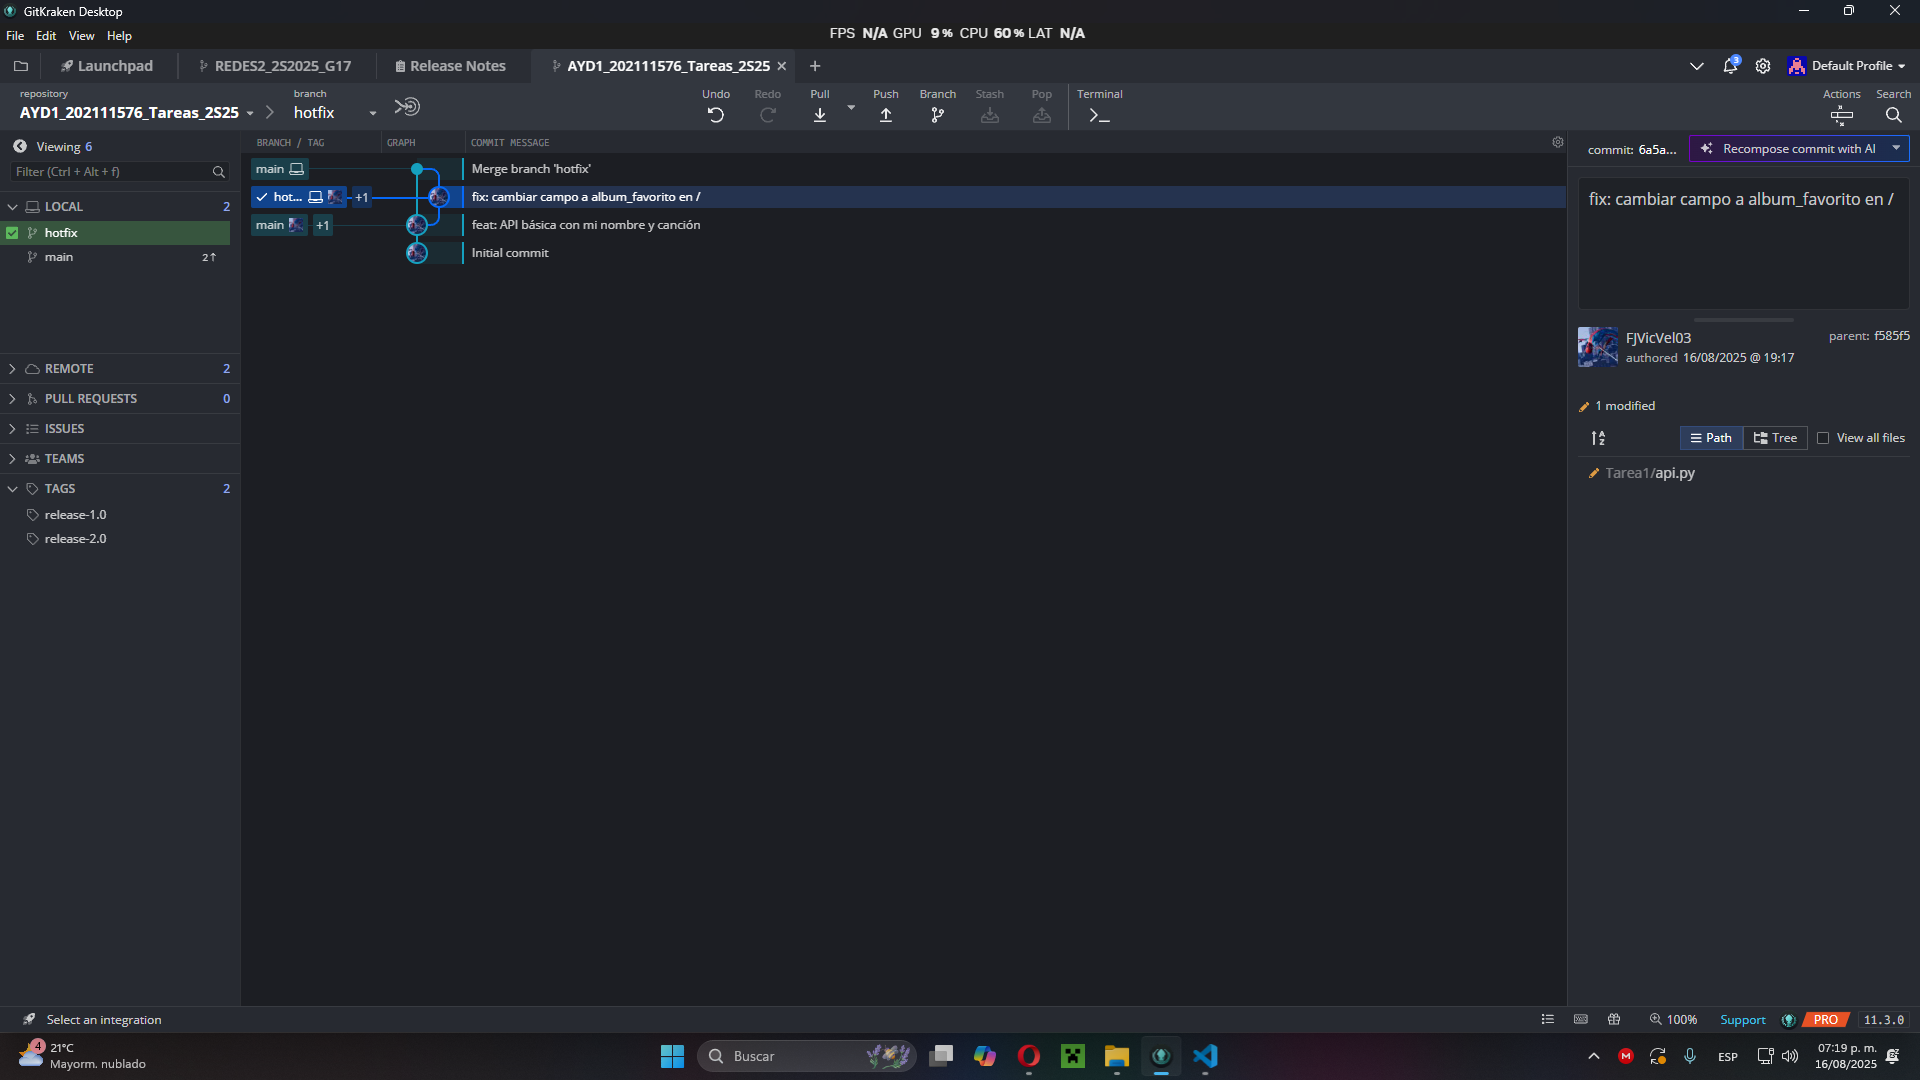 GitKraken Desktop
File Edit View Help
FPS N/A GPU 9% CPU 60% LAT N/A
Launchpad
REDES2_2S2025_G17
Release Notes
AYD1_202111576_Tareas_2S25
3
Default Profile
repository
AYD1_202111576_Tareas_2S25
branch
hotfix
Undo
Redo
Pull
Push
Branch
Stash
Pop
Terminal
Actions
Search
Viewing 6
Filter (Ctrl + Alt + f)
LOCAL 2
hotfix
main 2↑
REMOTE 2
PULL REQUESTS 0
ISSUES
TEAMS
TAGS 2
release-1.0
release-2.0
BRANCH / TAG
GRAPH
COMMIT MESSAGE
main
Merge branch 'hotfix'
hot... +1
fix: cambiar campo a album_favorito en /
main +1
feat: API básica con mi nombre y canción
Initial commit
commit: 6a5a...
Recompose commit with AI
fix: cambiar campo a album_favorito en /
FJVicVel03
parent: f585f5
authored 16/08/2025 @ 19:17
1 modified
Path
Tree
View all files
Tarea1/api.py
Select an integration
100%
Support
PRO
11.3.0
4
21°C
Mayorm. nublado
Buscar
ESP
07:19 p. m.
16/08/2025